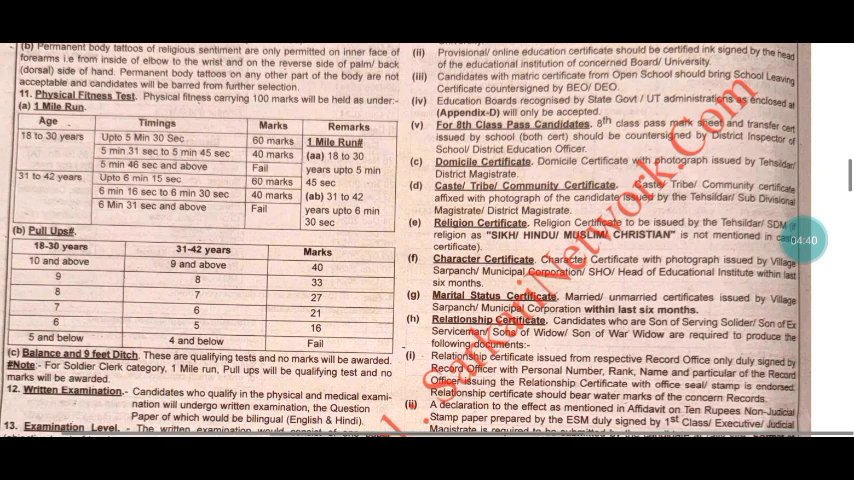 (b) Permanent body tattoos of religious sentiment are only permitted on inner face of
forearms i.e from inside of elbow to the wrist and on the reverse side of palm/ back
(dorsal) side of hand. Permanent body tattoos on any other part of the body are not
acceptable and candidates will be barred from further selection.
11. Physical Fitness Test. Physical fitness carrying 100 marks will be held as under:-
(a) 1 Mile Run.
Age Timings Marks Remarks
18 to 30 years Upto 5 Min 30 Sec 60 marks 1 Mile Run#
5 min 31 sec to 5 min 45 sec 40 marks (aa) 18 to 30
5 min 46 sec and above Fail years upto 5 min
31 to 42 years Upto 6 min 15 sec 60 marks 45 sec
6 min 16 sec to 6 min 30 sec 40 marks (ab) 31 to 42
6 Min 31 sec and above Fail years upto 6 min
30 sec
(b) Pull Ups#.
18-30 years 31-42 years Marks
10 and above 9 and above 40
9 8 33
8 7 27
7 6 21
6 5 16
5 and below 4 and below Fail
(c) Balance and 9 feet Ditch. These are qualifying tests and no marks will be awarded.
#Note:- For Soldier Clerk category, 1 Mile run, Pull ups will be qualifying test and no
marks will be awarded.
12. Written Examination.- Candidates who qualify in the physical and medical exami-
nation will undergo written examination, the Question
Paper of which would be bilingual (English & Hindi).
13. Examination Level. - The written examination would consist of one
(ii) Provisional/ online education certificate should be certified ink signed by the head
of the educational institution of concerned Board/ University.
(iii) Candidates with matric certificate from Open School should bring School Leaving
Certificate countersigned by BEO/ DEO.
(iv) Education Boards recognised by State Govt / UT administrations as enclosed at
(Appendix-D) will only be accepted.
(v) For 8th Class Pass Candidates. 8th class pass mark sheet and transfer cert
issued by school (both cert) should be countersigned by District Inspector of
School/ District Education Officer.
(c) Domicile Certificate. Domicile Certificate with photograph issued by Tehsildar/
District Magistrate.
(d) Caste/ Tribe/ Community Certificate. Caste/ Tribe/ Community certificate
affixed with photograph of the candidate issued by the Tehsildar/ Sub Divisional
Magistrate/ District Magistrate.
(e) Religion Certificate. Religion Certificate to be issued by the Tehsildar/ SDM
religion as "SIKH/ HINDU/ MUSLIM/ CHRISTIAN" is not mentioned in
certificate).
(f) Character Certificate. Character Certificate with photograph issued by Village
Sarpanch/ Municipal Corporation/ SHO/ Head of Educational Institute within last
six months.
(g) Marital Status Certificate. Married/ unmarried certificates issued by Village
Sarpanch/ Municipal Corporation within last six months.
(h) Relationship Certificate. Candidates who are Son of Serving Solider/ Son of Ex
Serviceman/ Sons of Widow/ Son of War Widow are required to produce the
following documents:-
(i) Relationship certificate issued from respective Record Office only duly signed by
Record Officer with Personal Number, Rank, Name and particular of the Record
Officer issuing the Relationship Certificate with office seal/ stamp is endorsed.
Relationship certificate should bear water marks of the concern Records.
(ii) A declaration to the effect as mentioned in Affidavit on Ten Rupees Non-Judicial
Stamp paper prepared by the ESM duly signed by 1st Class/ Executive/ Judicial
SarkariNetwork.Com
04:40